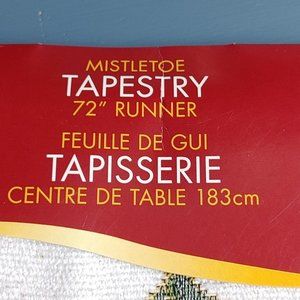 MISTLETOE
TAPESTRY
72" RUNNER
FEUILLE DE GUI
TAPISSERIE
CENTRE DE TABLE 183cm